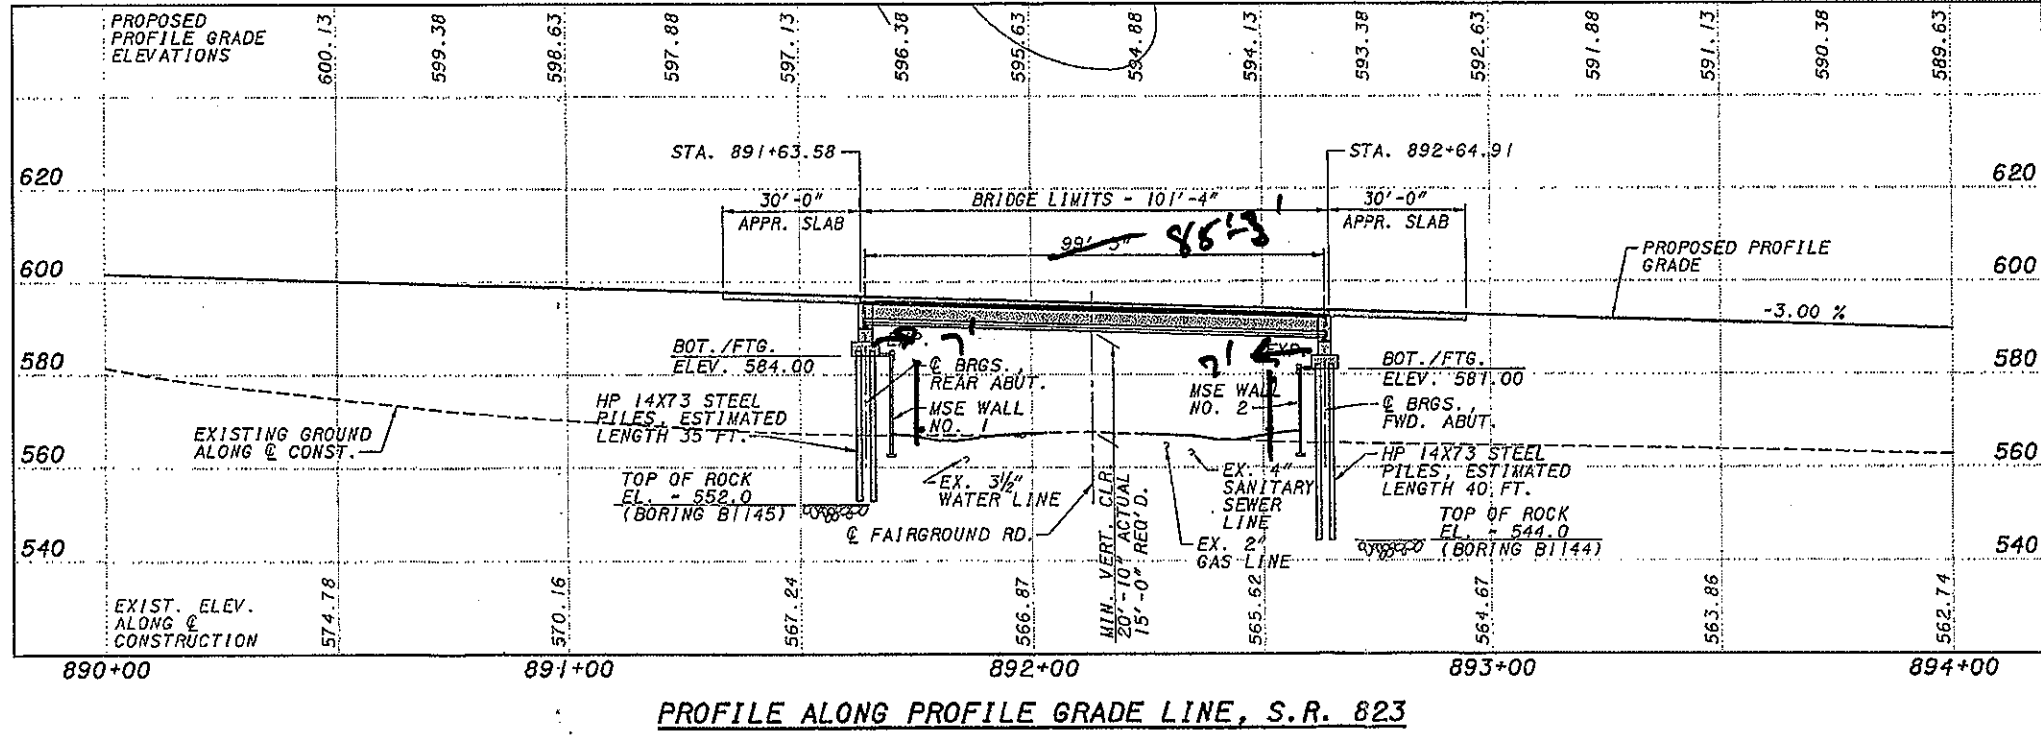 PROPOSED
PROFILE GRADE
ELEVATIONS
600.13
599.38
598.63
597.88
597.13
596.38
595.63
594.88
594.13
593.38
592.63
591.88
591.13
590.38
589.63
STA. 891+63.58
STA. 892+64.91
620
620
30'-0"
APPR. SLAB
BRIDGE LIMITS - 101'-4"
30'-0"
APPR. SLAB
99'-5"
85'-3'
PROPOSED PROFILE
GRADE
600
600
-3.00 %
7'
7'
EXP.
BOT./FTG.
ELEV. 584.00
BOT./FTG.
ELEV. 581.00
580
580
℄ BRGS.,
REAR ABUT.
MSE WALL
NO. 1
MSE WALL
NO. 2
℄ BRGS.,
FWD. ABUT.
HP 14X73 STEEL
PILES, ESTIMATED
LENGTH 35 FT.
EXISTING GROUND
ALONG ℄ CONST.
HP 14X73 STEEL
PILES, ESTIMATED
LENGTH 40 FT.
560
560
TOP OF ROCK
EL. - 552.0
(BORING B1145)
EX. 3½"
WATER LINE
℄ FAIRGROUND RD.
MIN. VERT. CLR.
20'-10" ACTUAL
15'-0" REQ'D.
EX. 4"
SANITARY
SEWER
LINE
EX. 2"
GAS LINE
TOP OF ROCK
EL. - 544.0
(BORING B1144)
540
540
EXIST. ELEV.
ALONG ℄
CONSTRUCTION
574.78
570.16
567.24
566.87
565.62
564.67
563.86
562.74
890+00
891+00
892+00
893+00
894+00
PROFILE ALONG PROFILE GRADE LINE, S.R. 823